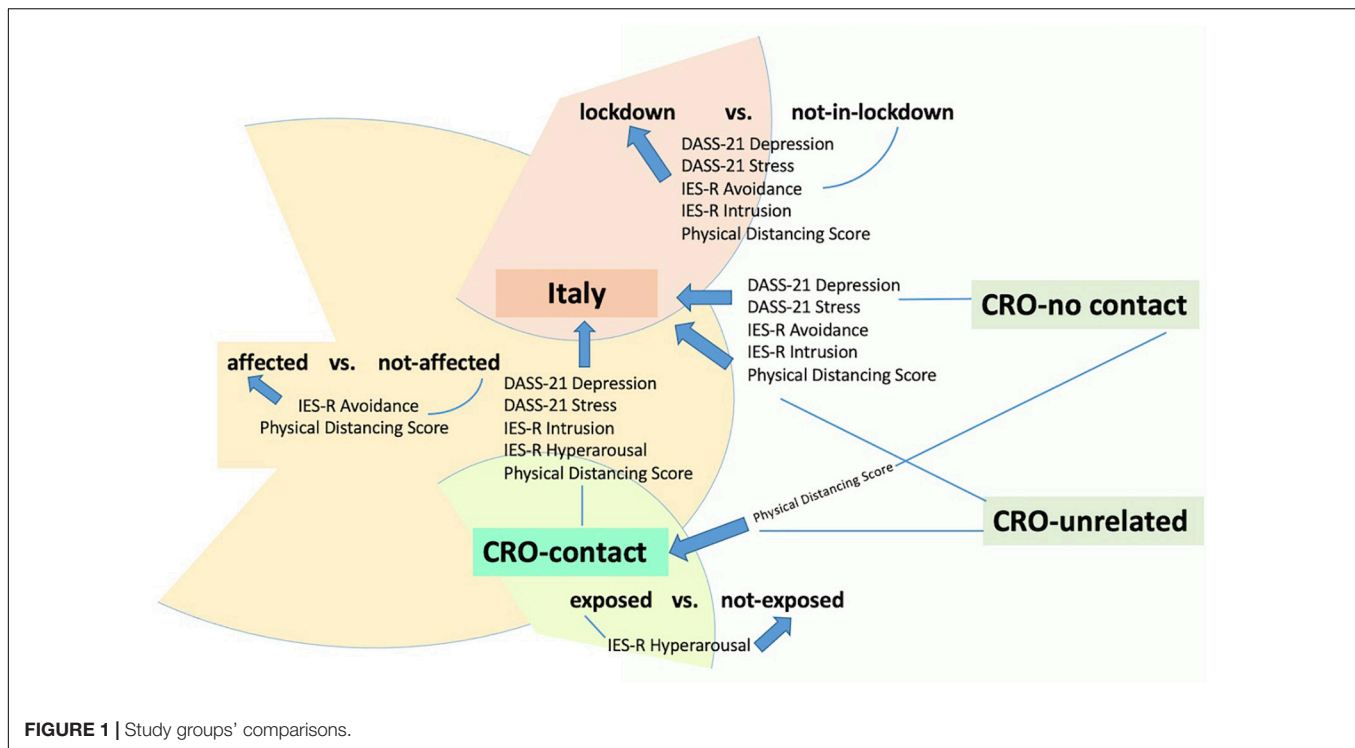 lockdown vs. not-in-lockdown
DASS-21 Depression
DASS-21 Stress
IES-R Avoidance
IES-R Intrusion
Physical Distancing Score
Italy
DASS-21 Depression
DASS-21 Stress
IES-R Avoidance
IES-R Intrusion
Physical Distancing Score
CRO-no contact
affected vs. not-affected
IES-R Avoidance
Physical Distancing Score
DASS-21 Depression
DASS-21 Stress
IES-R Intrusion
IES-R Hyperarousal
Physical Distancing Score
Physical Distancing Score
CRO-unrelated
CRO-contact
exposed vs. not-exposed
IES-R Hyperarousal
FIGURE 1 | Study groups’ comparisons.